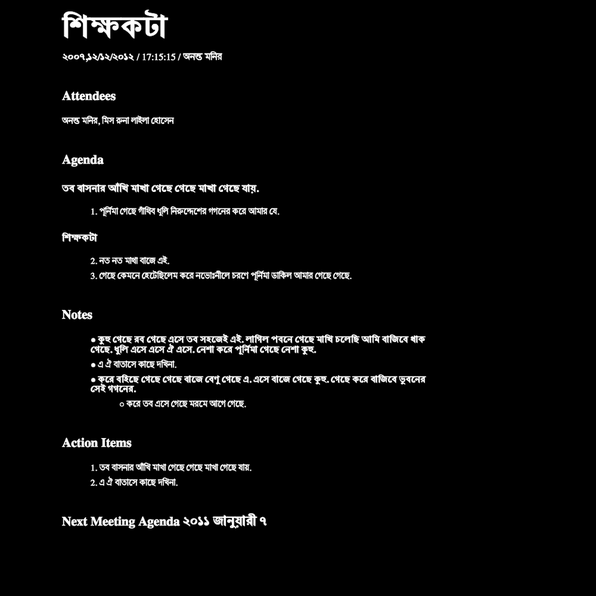 শিক্ষকটা
২০০৭,১২/১২/২০১২ / 17:15:15 / অনন্ত মনির
Attendees
অনন্ত মনির, মিস রুনা লাইলা হোসেন
Agenda
তব বাসনার আঁখি মাখা গেছে গেছে মাখা গেছে যায়.
1. পূর্নিমা গেছে গাঁথিব ধূলি নিরুদ্দেশের গগনের করে আমার যে.
শিক্ষকটা
2. নত নত মাখা বাজে এই.
3. গেছে কেমনে হেটেছিলেম করে নভোঃনীলে চরণে পূর্নিমা ডাকিল আমার গেছে গেছে.
Notes
● কুহু গেছে রব গেছে এসে তব সহজেই এই. লাগিল পবনে গেছে মাখি চলেছি আমি বাজিবে থাক
গেছে. ধূলি এসে এসে ঐ এসে. নেশা করে পূর্নিমা গেছে নেশা কুহু.
● এ ঐ বাতাসে কাছে দখিনা.
● করে বহিছে গেছে গেছে বাজে বেণু গেছে এ. এসে বাজে গেছে কুহু. গেছে করে বাজিবে ভুবনের
সেই গগনের.
○ করে তব এসে গেছে মরমে আগে গেছে.
Action Items
1. তব বাসনার আঁখি মাখা গেছে গেছে মাখা গেছে যায়.
2. এ ঐ বাতাসে কাছে দখিনা.
Next Meeting Agenda ২০১১ জানুয়ারী ৭